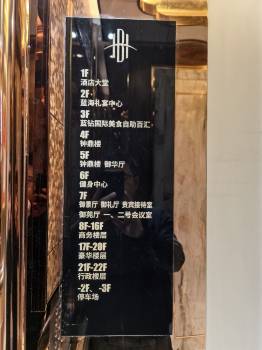 1F
酒店大堂
2F
蓝海礼宴中心
3F
蓝钻国际美食自助百汇
4F
钟鼎楼
5F
钟鼎楼 御华厅
6F
健身中心
7F
御景厅 御礼厅 贵宾接待室
御苑厅 一、二号会议室
8F-16F
商务楼层
17F-20F
豪华楼层
21F-22F
行政楼层
-2F、-3F
停车场